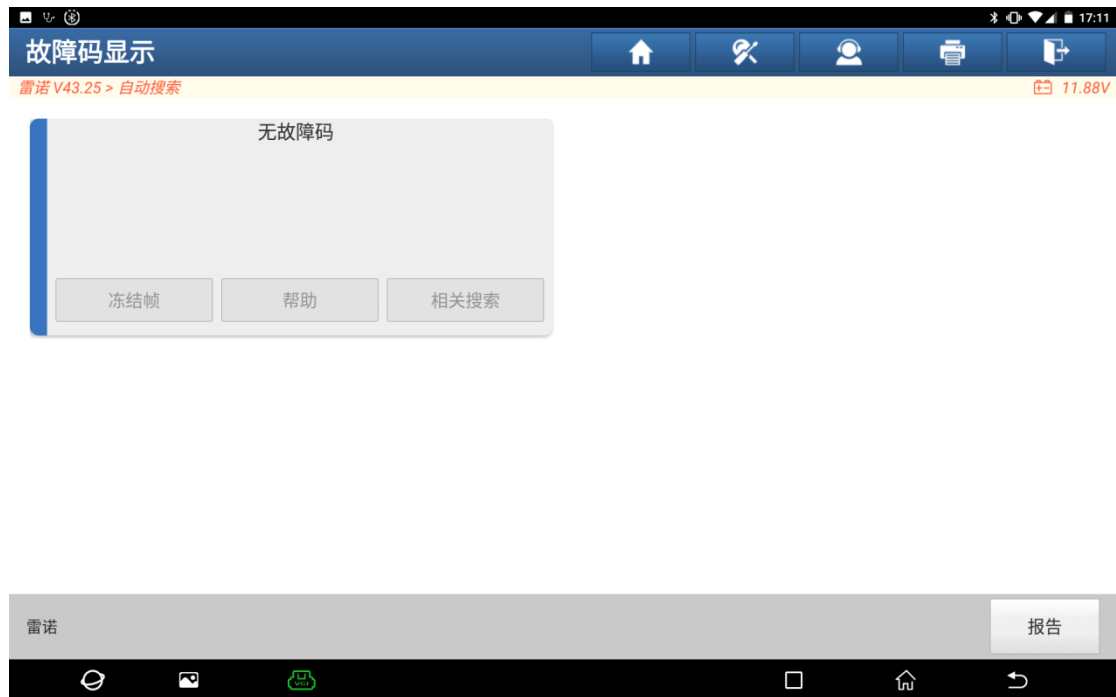 17:11
故障码显示
雷诺 V43.25 > 自动搜索
11.88V
无故障码
冻结帧
帮助
相关搜索
雷诺
报告
VCI